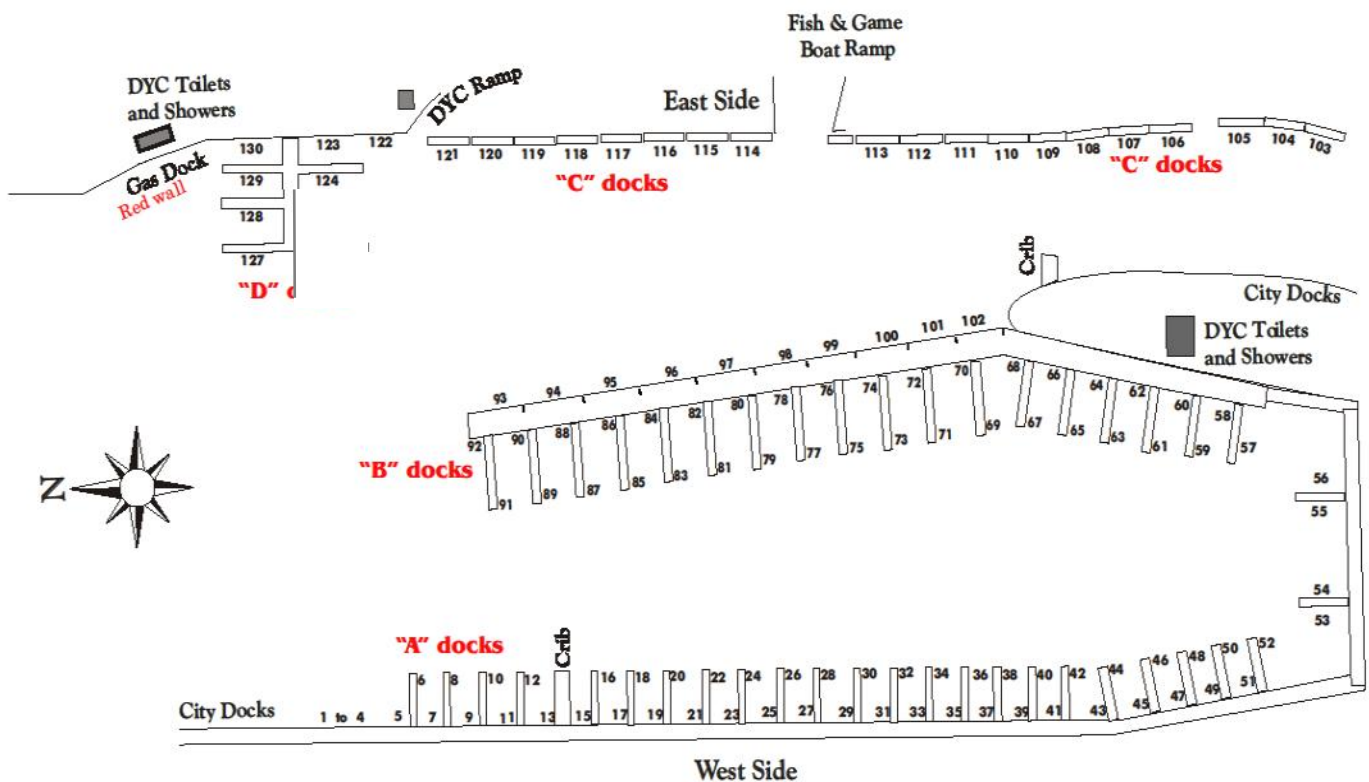 Fish & Game
Boat Ramp
DYC Toilets
and Showers
DYC Ramp
East Side
130 123 122
121 120 119 118 117 116 115 114
113 112 111 110 109 108 107 106
105 104 103
Gas Dock
Red wall
129 124
"C" docks
"C" docks
128
127
"D" d
Crib
City Docks
DYC Toilets
and Showers
93 94 95 96 97 98 99 100 101 102
92 90 88 86 84 82 80 78 76 74 72 70 68 66 64 62 60 58
"B" docks
91 89 87 85 83 81 79 77 75 73 71 69 67 65 63 61 59 57
N
56
55
54
53
"A" docks
Crib
6 8 10 12 16 18 20 22 24 26 28 30 32 34 36 38 40 42 44 46 48 50 52
City Docks
1 to 4 5 7 9 11 13 15 17 19 21 23 25 27 29 31 33 35 37 39 41 43 45 47 49 51
West Side